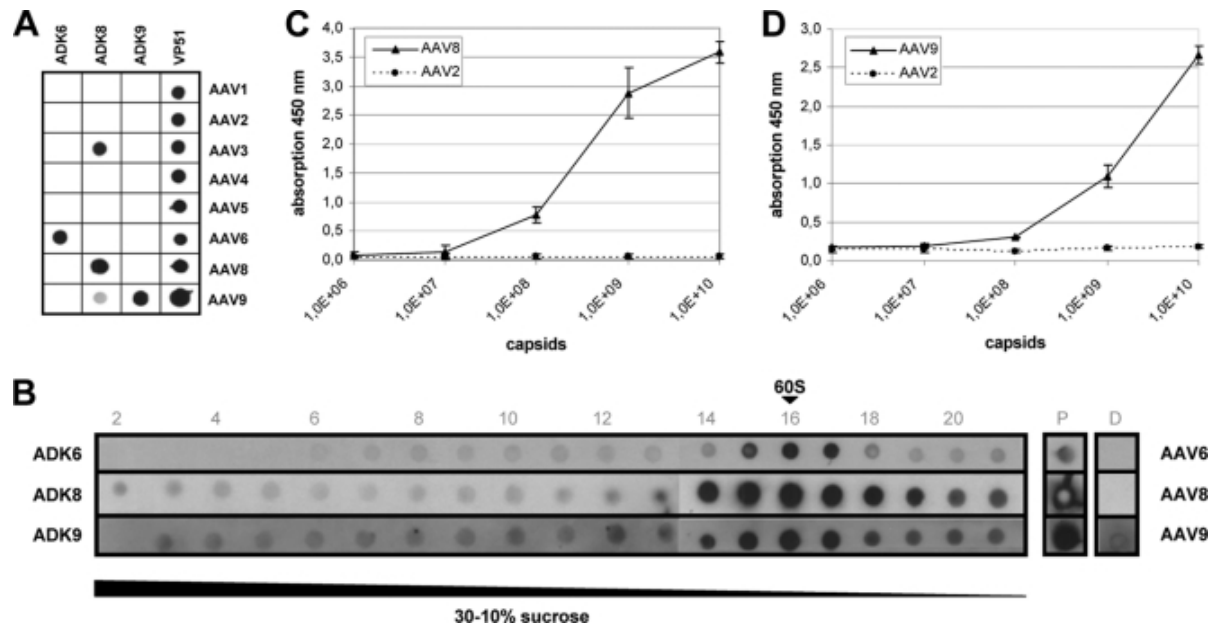 A
ADK6 ADK8 ADK9 VP51
AAV1
AAV2
AAV3
AAV4
AAV5
AAV6
AAV8
AAV9
C
4,0
3,5
3,0
2,5
2,0
1,5
1,0
0,5
0,0
absorption 450 nm
AAV8
AAV2
1,0E+06 1,0E+07 1,0E+08 1,0E+09 1,0E+10
capsids
D
3,0
2,5
2,0
1,5
1,0
0,5
0,0
absorption 450 nm
AAV9
AAV2
1,0E+06 1,0E+07 1,0E+08 1,0E+09 1,0E+10
capsids
B
60S
2 4 6 8 10 12 14 16 18 20 P D
ADK6 AAV6
ADK8 AAV8
ADK9 AAV9
30-10% sucrose